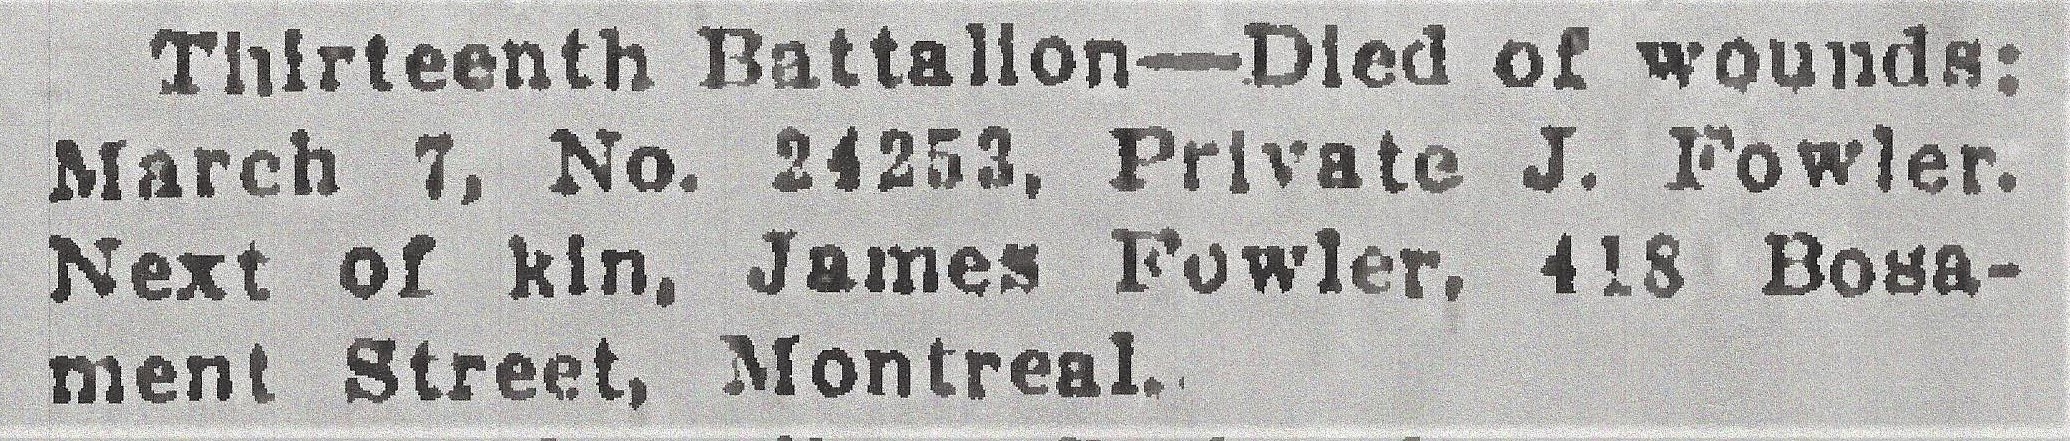 Thirteenth Battalion—Died of wounds:
March 7, No. 24253, Private J. Fowler.
Next of kin, James Fowler, 418 Bosa-
ment Street, Montreal.